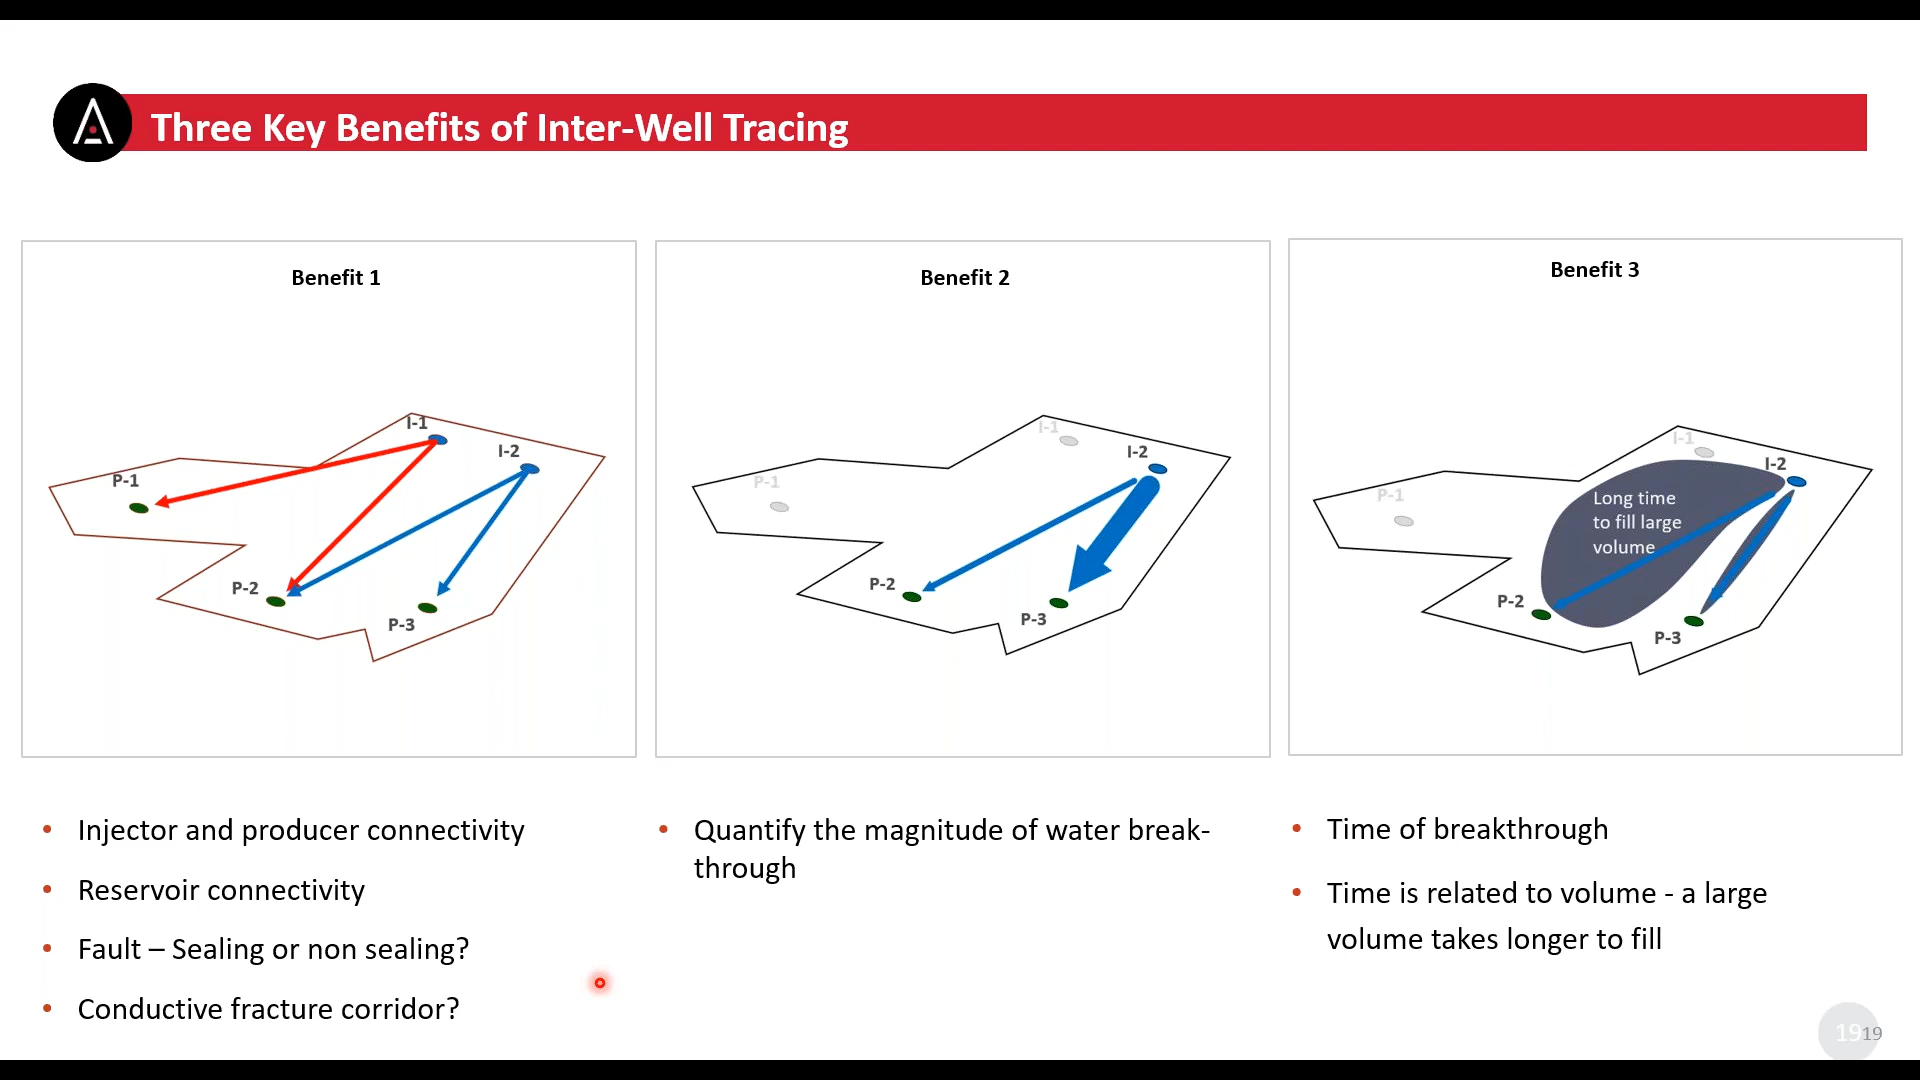 Three Key Benefits of Inter-Well Tracing
Benefit 1
I-1
I-2
P-1
P-2
P-3
Benefit 2
I-1
I-2
P-1
P-2
P-3
Benefit 3
I-1
I-2
P-1
Long time
to fill large
volume
P-2
P-3
• Injector and producer connectivity
• Reservoir connectivity
• Fault – Sealing or non sealing?
• Conductive fracture corridor?
• Quantify the magnitude of water break-
through
• Time of breakthrough
• Time is related to volume - a large
volume takes longer to fill
1919